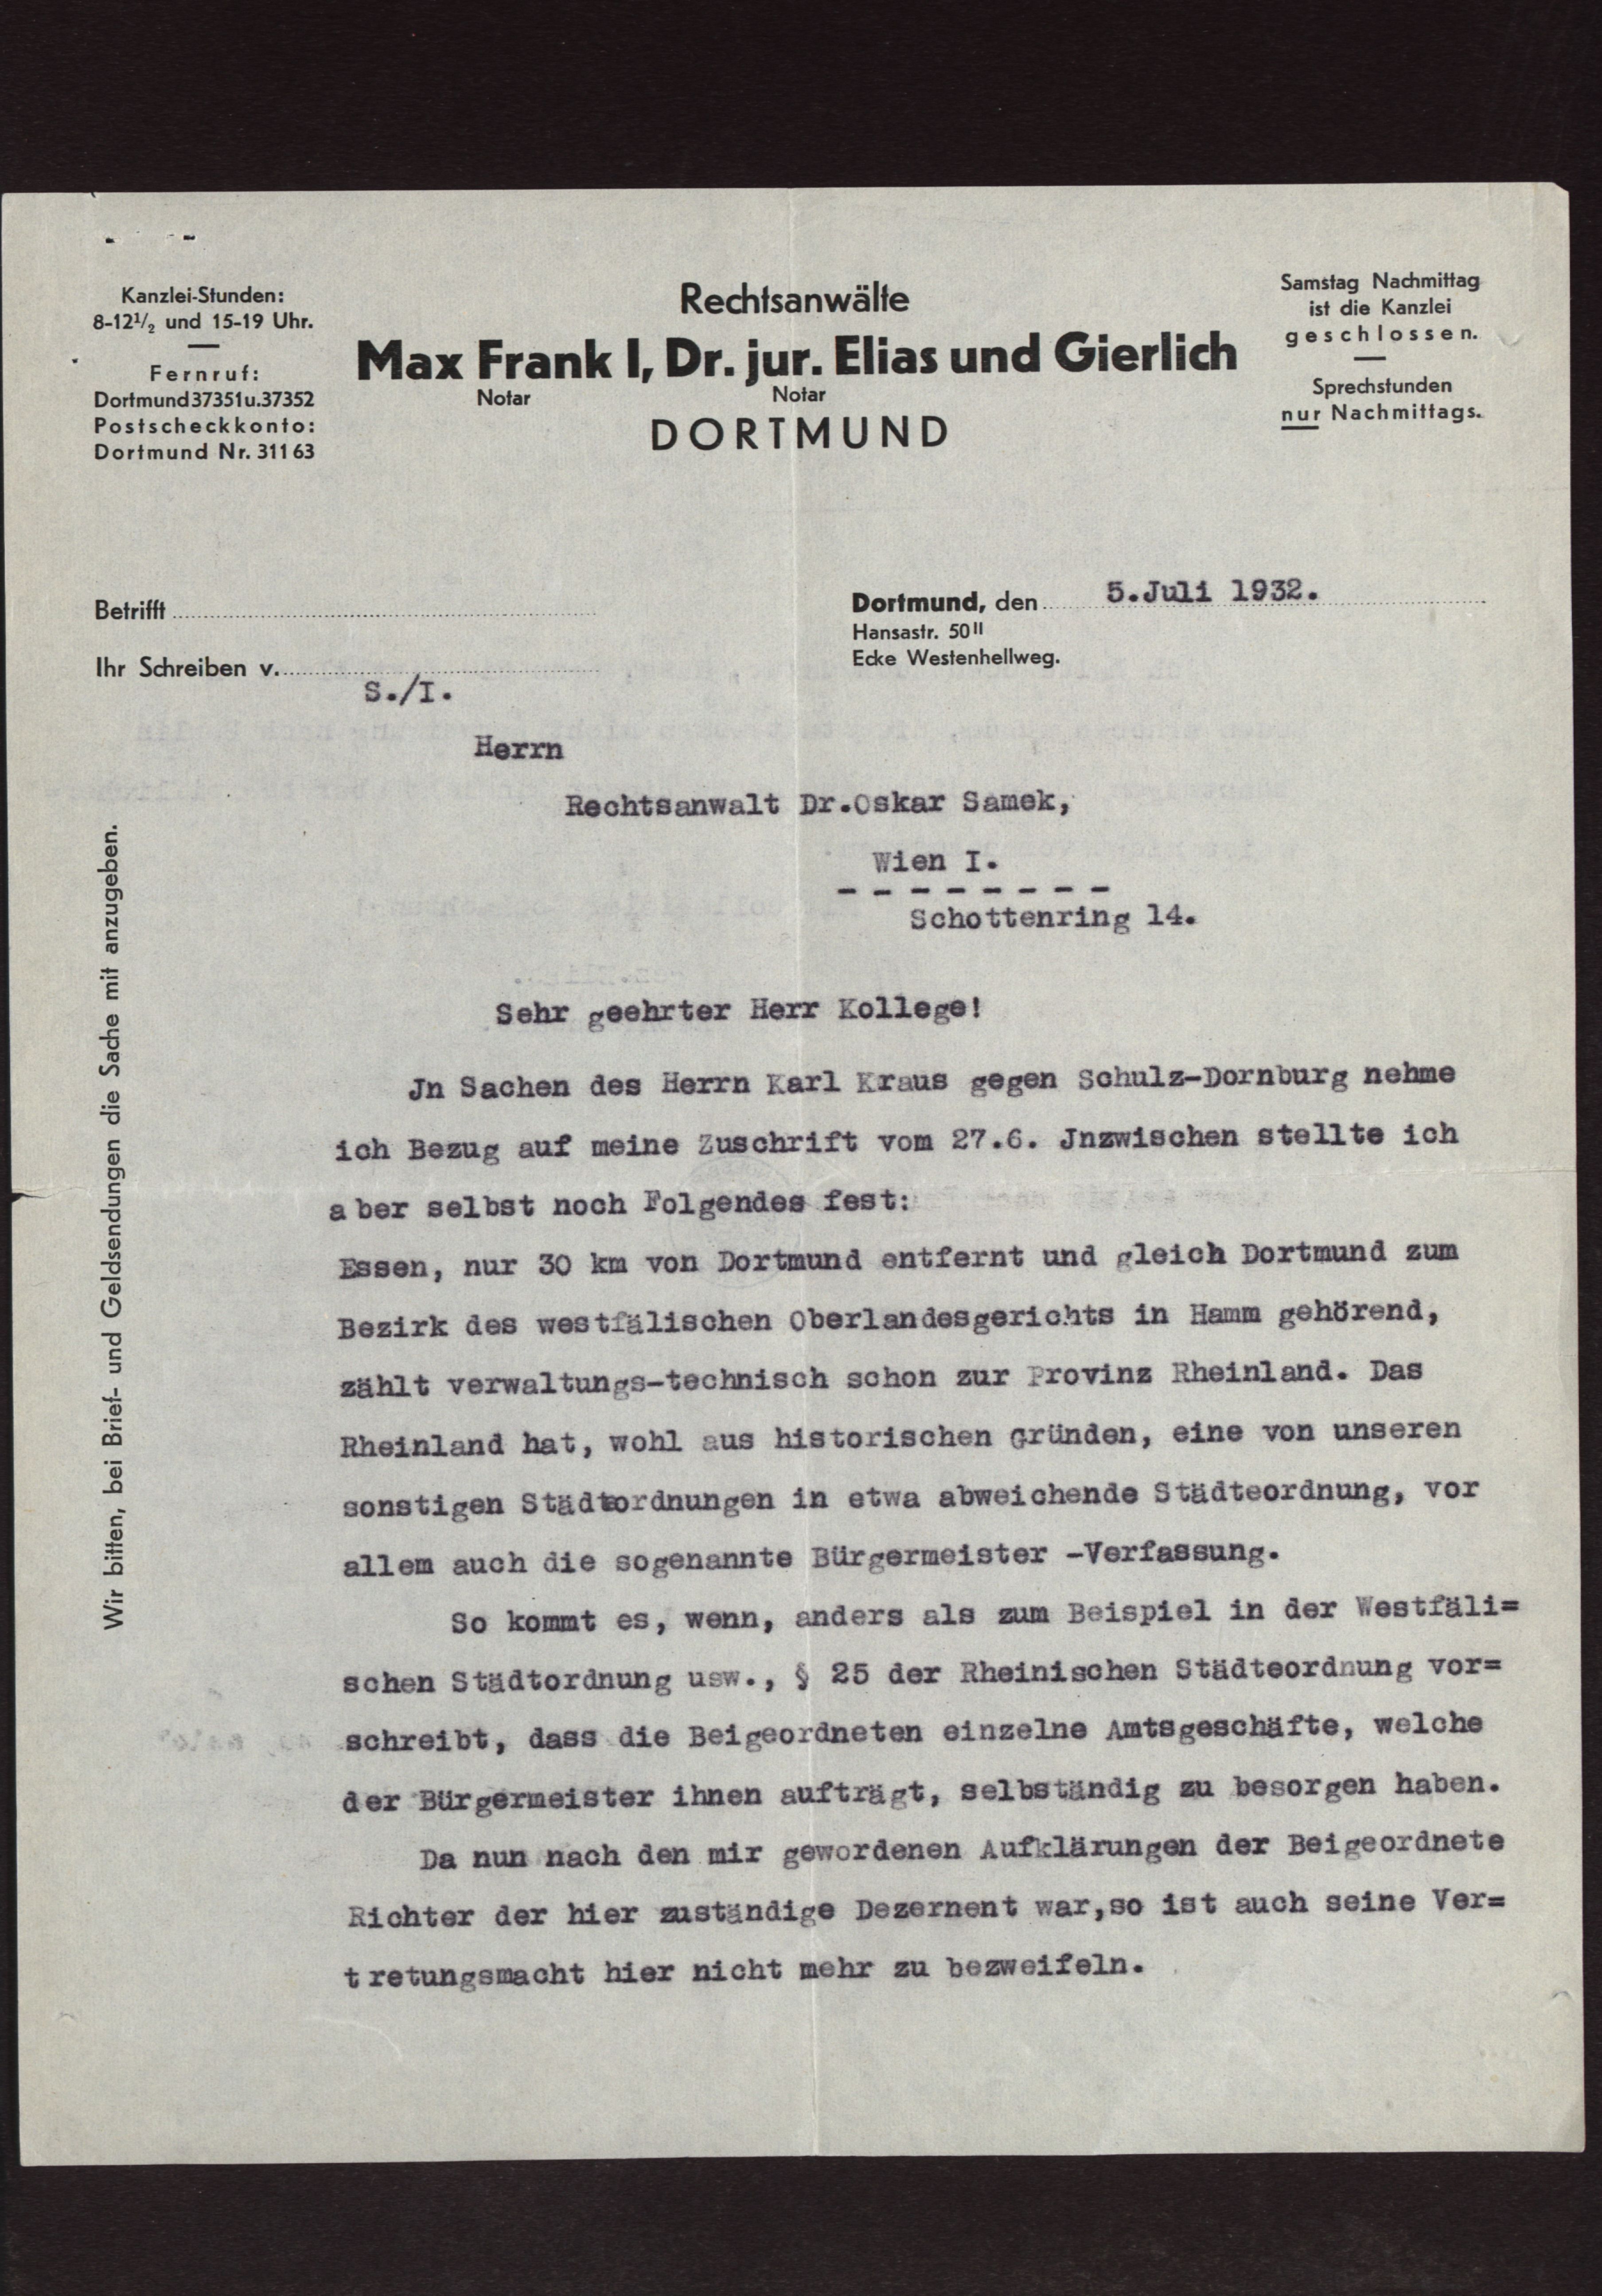 Kanzlei-Stunden:
8-12½ und 15-19 Uhr.
Fernruf:
Dortmund 37351 u. 37352
Postscheckkonto:
Dortmund Nr. 31163
Rechtsanwälte
Max Frank I, Dr. jur. Elias und Gierlich
Notar Notar
DORTMUND
Samstag Nachmittag
ist die Kanzlei
geschlossen.
Sprechstunden
nur Nachmittags.
Betrifft
Ihr Schreiben v.
Dortmund, den 5.Juli 1932.
Hansastr. 50 II
Ecke Westenhellweg.
S./I.
Herrn
Rechtsanwalt Dr.Oskar Samek,
Wien I.
- - - - - - - -
Schottenring 14.
Wir bitten, bei Brief- und Geldsendungen die Sache mit anzugeben.
Sehr geehrter Herr Kollege!
Jn Sachen des Herrn Karl Kraus gegen Schulz-Dornburg nehme
ich Bezug auf meine Zuschrift vom 27.6. Jnzwischen stellte ich
aber selbst noch Folgendes fest:
Essen, nur 30 km von Dortmund entfernt und gleich Dortmund zum
Bezirk des westfälischen Oberlandesgerichts in Hamm gehörend,
zählt verwaltungs-technisch schon zur Provinz Rheinland. Das
Rheinland hat, wohl aus historischen Gründen, eine von unseren
sonstigen Städtordnungen in etwa abweichende Städteordnung, vor
allem auch die sogenannte Bürgermeister -Verfassung.
So kommt es, wenn, anders als zum Beispiel in der Westfäli=
schen Städtordnung usw., § 25 der Rheinischen Städteordnung vor=
schreibt, dass die Beigeordneten einzelne Amtsgeschäfte, welche
der Bürgermeister ihnen aufträgt, selbständig zu besorgen haben.
Da nun nach den mir gewordenen Aufklärungen der Beigeordnete
Richter der hier zuständige Dezernent war,so ist auch seine Ver=
tretungsmacht hier nicht mehr zu bezweifeln.